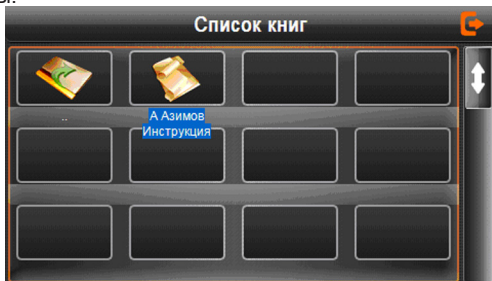 ы.
Список книг
..
А Азимов
Инструкция